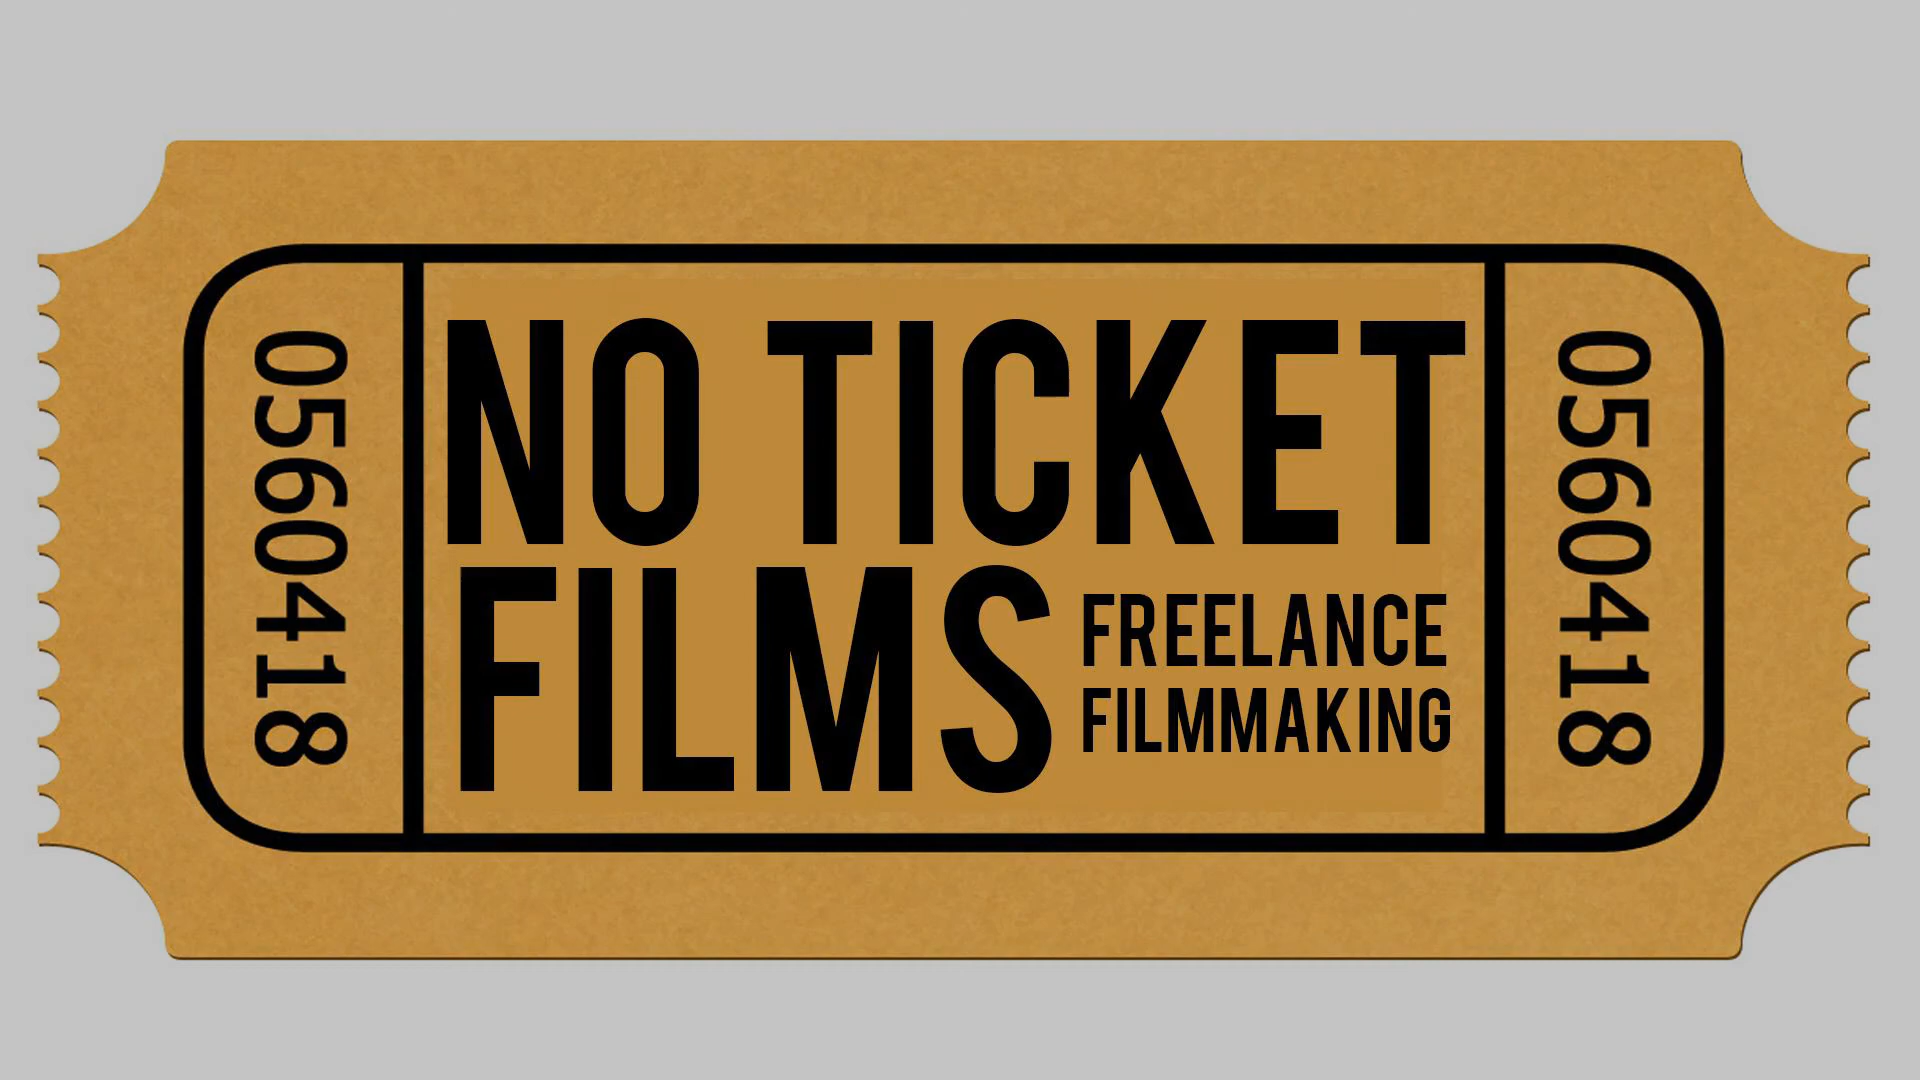 0560418
NO TICKET
FILMS
FREELANCE
FILMMAKING
0560418